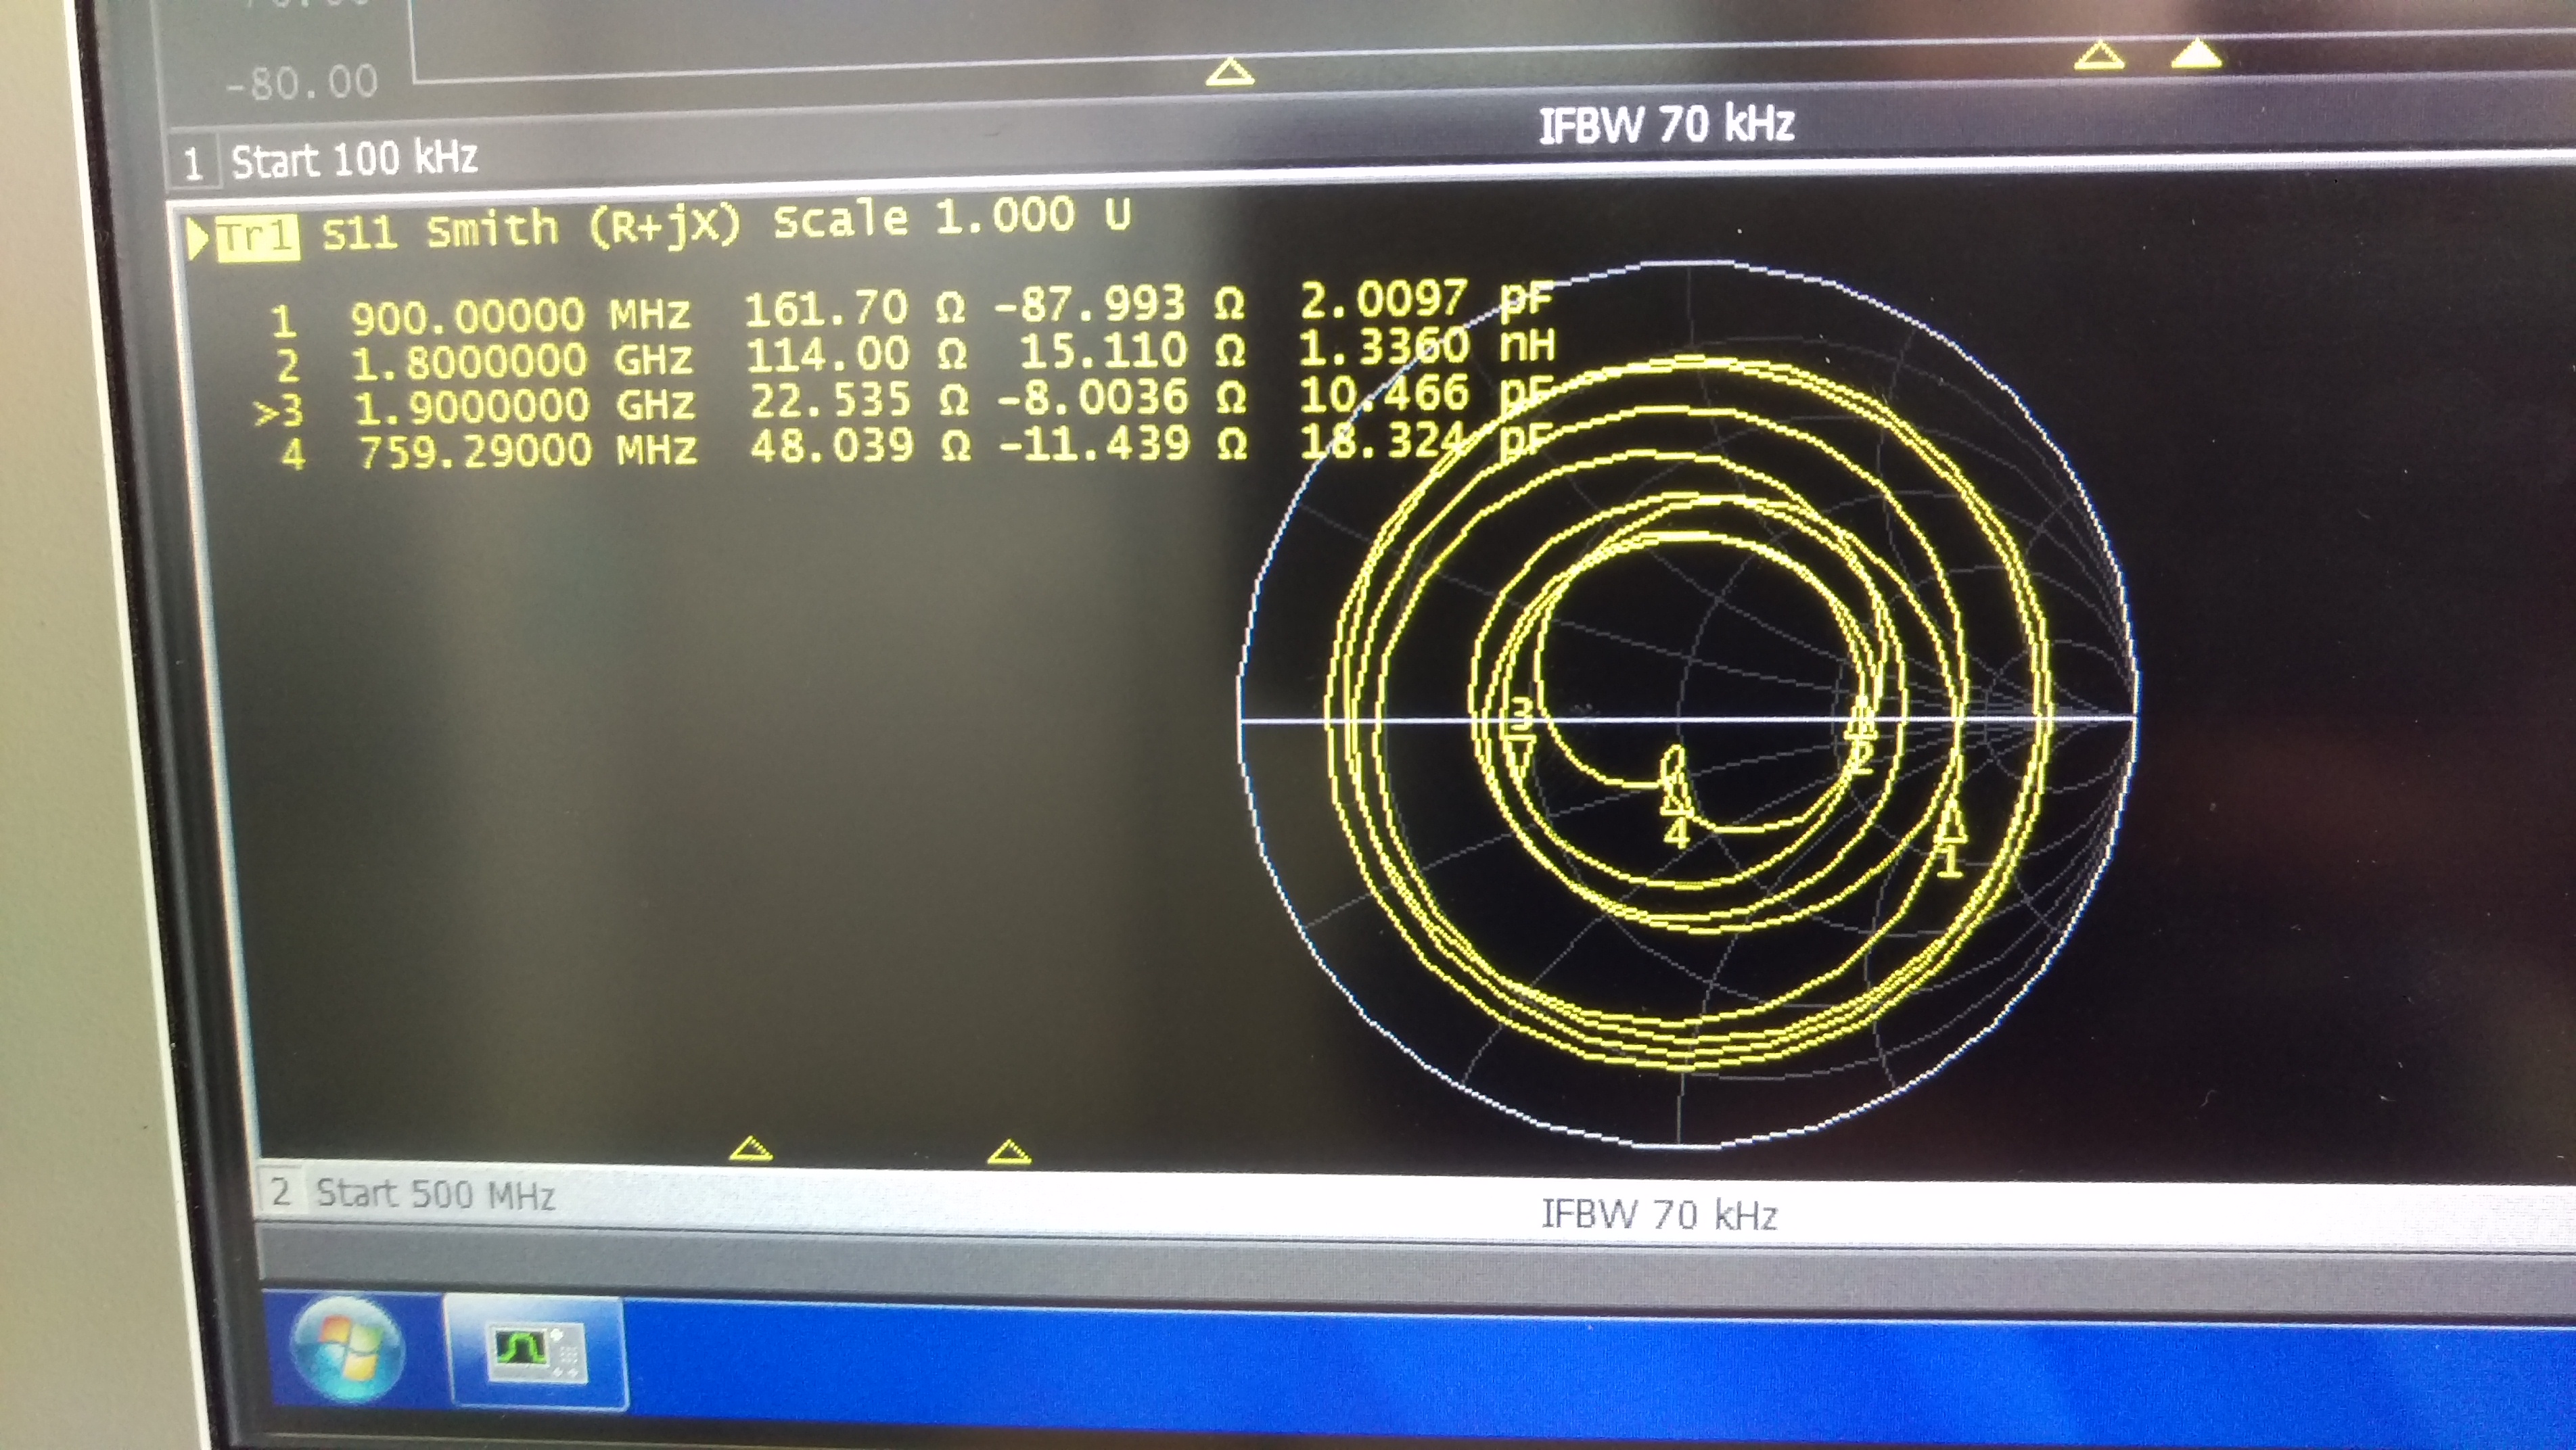 -80.00
IFBW 70 kHz
1 Start 100 kHz
Tr1 S11 Smith (R+jX) Scale 1.000 U
1 900.00000 MHz 161.70 Ω -87.993 Ω 2.0097 pF
2 1.8000000 GHz 114.00 Ω 15.110 Ω 1.3360 nH
>3 1.9000000 GHz 22.535 Ω -8.0036 Ω 10.466 pF
4 759.29000 MHz 48.039 Ω -11.439 Ω 18.324 pF
3
2
4
1
2 Start 500 MHz
IFBW 70 kHz